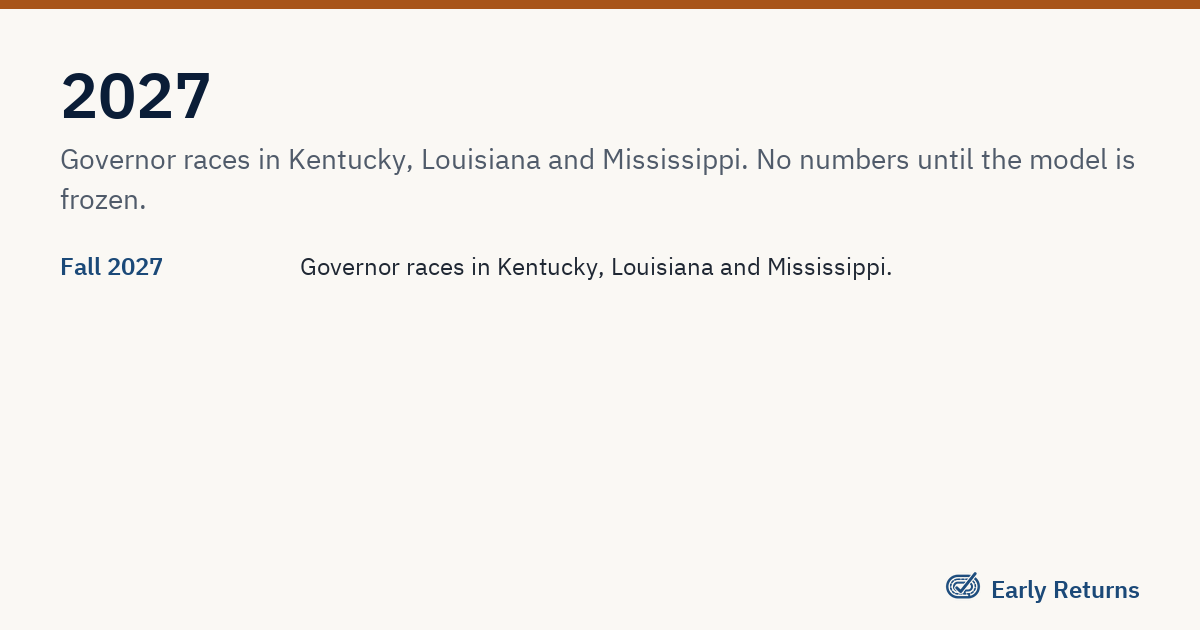 2027
Governor races in Kentucky, Louisiana and Mississippi. No numbers until the model is
frozen.
Fall 2027 Governor races in Kentucky, Louisiana and Mississippi.
Early Returns